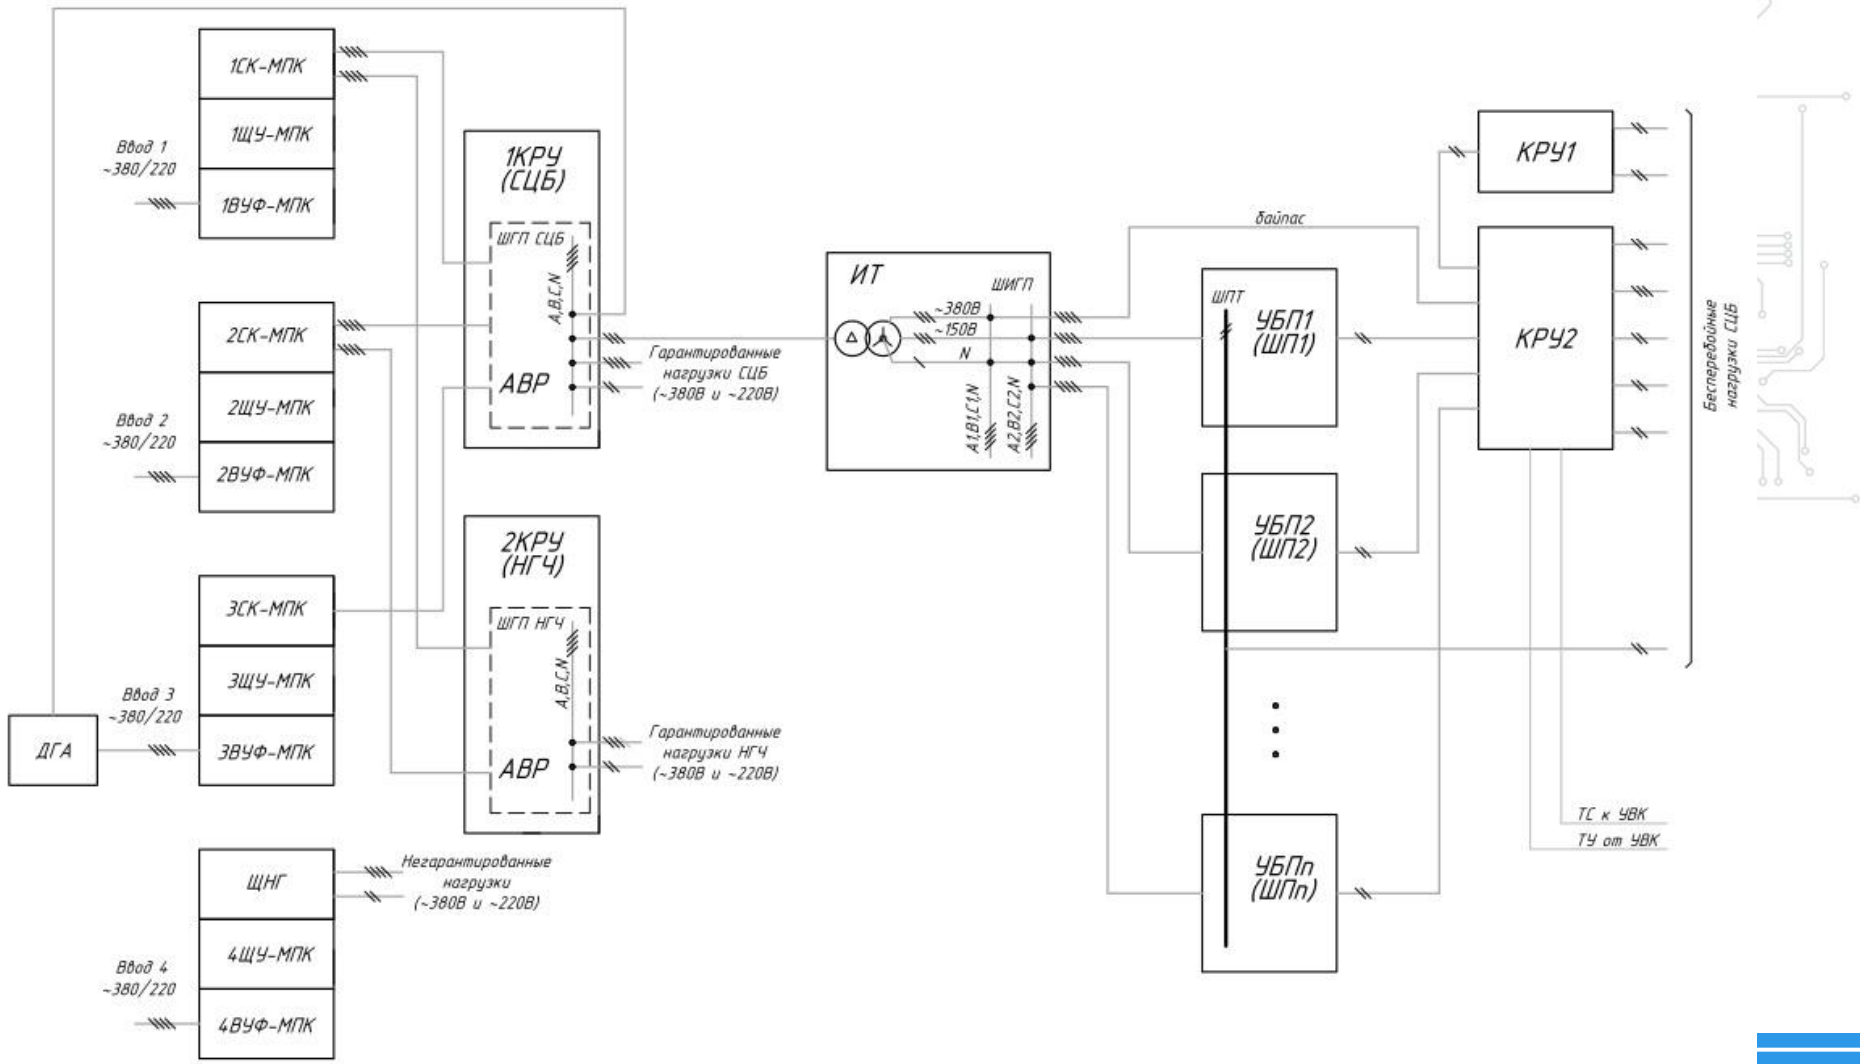 1СК-МПК
1ЩУ-МПК
Ввод 1
~380/220
1ВУФ-МПК
2СК-МПК
2ЩУ-МПК
Ввод 2
~380/220
2ВУФ-МПК
3СК-МПК
3ЩУ-МПК
Ввод 3
~380/220
3ВУФ-МПК
ДГА
ЩНГ
Негарантированные
нагрузки
(~380В и ~220В)
4ЩУ-МПК
Ввод 4
~380/220
4ВУФ-МПК
1КРУ
(СЦБ)
ШГП СЦБ
A,B,C,N
АВР
Гарантированные
нагрузки СЦБ
(~380В и ~220В)
2КРУ
(НГЧ)
ШГП НГЧ
A,B,C,N
АВР
Гарантированные
нагрузки НГЧ
(~380В и ~220В)
ИТ
ШИГП
~380В
~150В
N
A1,B1,C1,N
A2,B2,C2,N
байпас
ШПТ
УБП1
(ШП1)
УБП2
(ШП2)
УБПn
(ШПn)
КРУ1
КРУ2
Бесперебойные
нагрузки СЦБ
ТС к УВК
ТУ от УВК